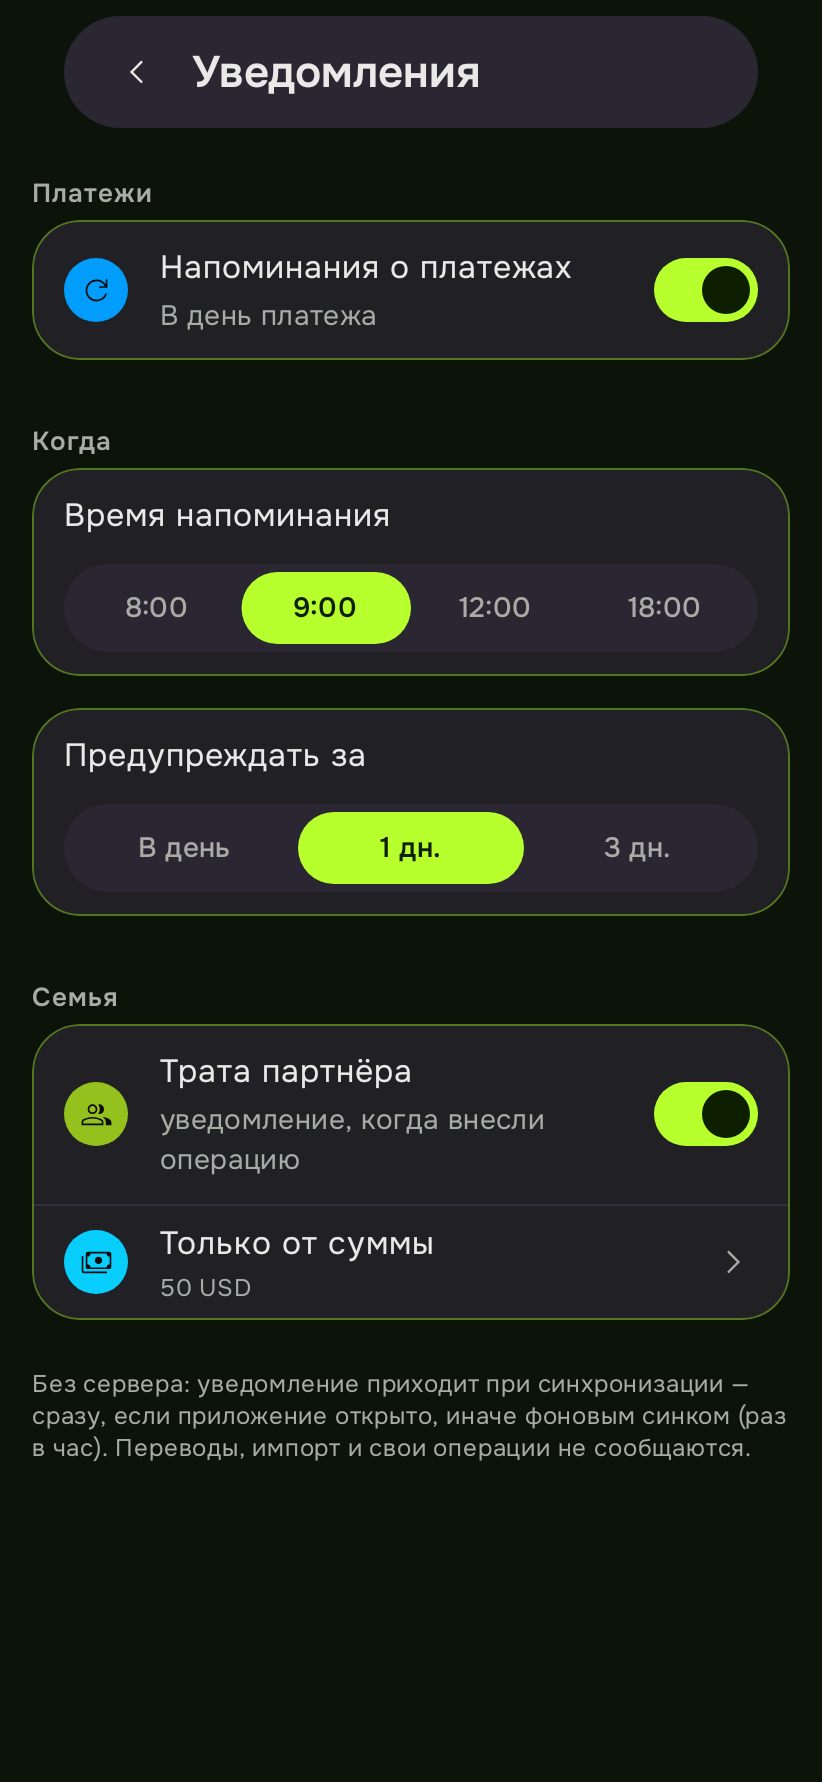 Уведомления
Платежи
Напоминания о платежах
В день платежа
Когда
Время напоминания
8:00 9:00 12:00 18:00
Предупреждать за
В день 1 дн. 3 дн.
Семья
Трата партнёра
уведомление, когда внесли
операцию
Только от суммы
50 USD
Без сервера: уведомление приходит при синхронизации —
сразу, если приложение открыто, иначе фоновым синком (раз
в час). Переводы, импорт и свои операции не сообщаются.